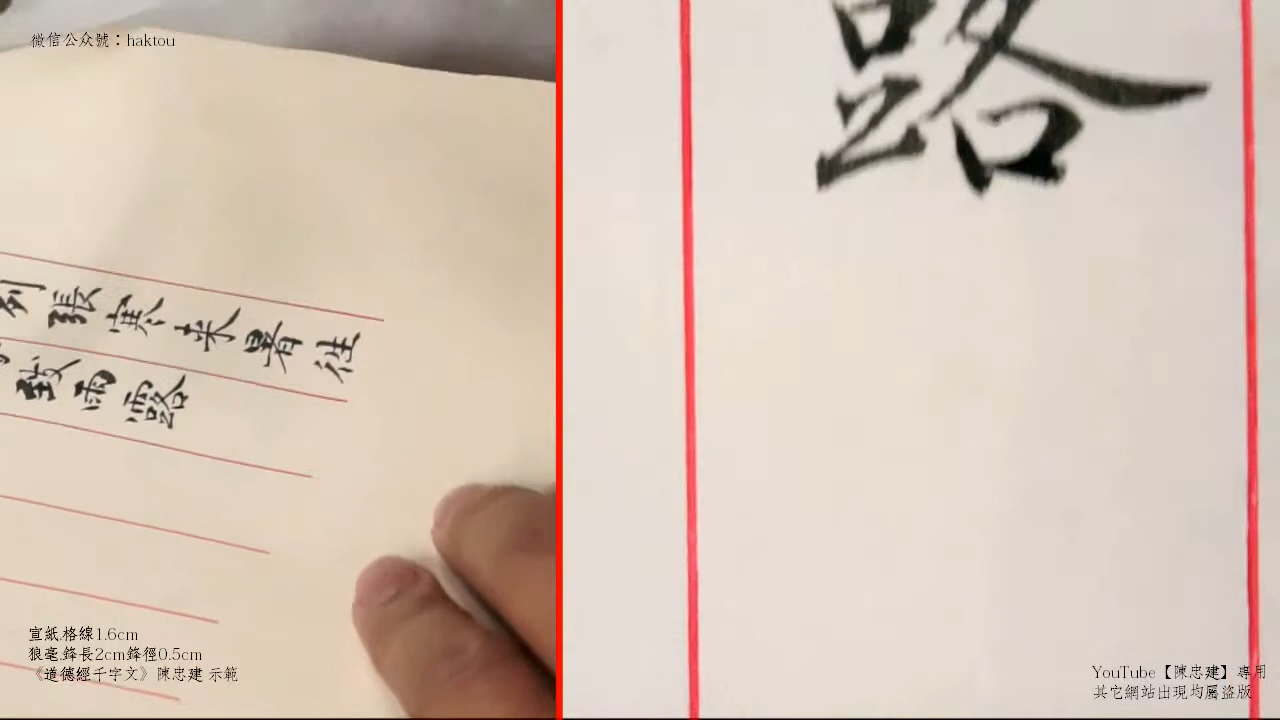 微信公众號：haktou
列張寒来暑往
致雨露
宣紙格線1.6cm
狼毫,鋒長2cm鋒徑0.5cm
《道德經千字文》陳忠建 示範
露
YouTube【陳忠建】專用
其它網站出現均屬盜版